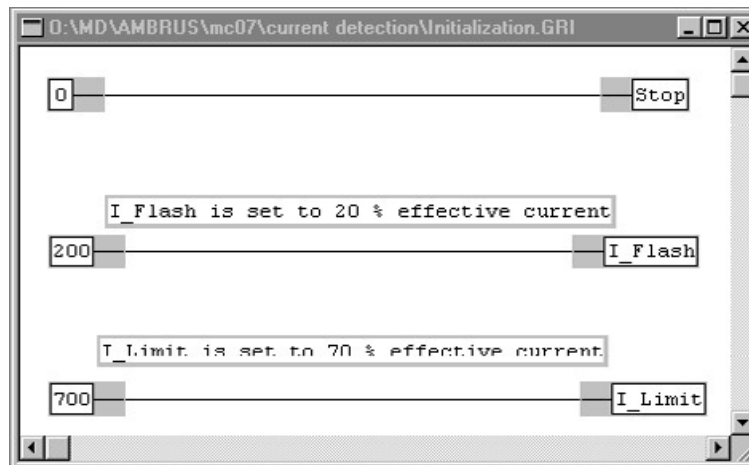 O:\MD\AMBRUS\mc07\current detection\Initialization.GRI
0 Stop
I_Flash is set to 20 % effective current
200 I_Flash
I_Limit is set to 70 % effective current
700 I_Limit